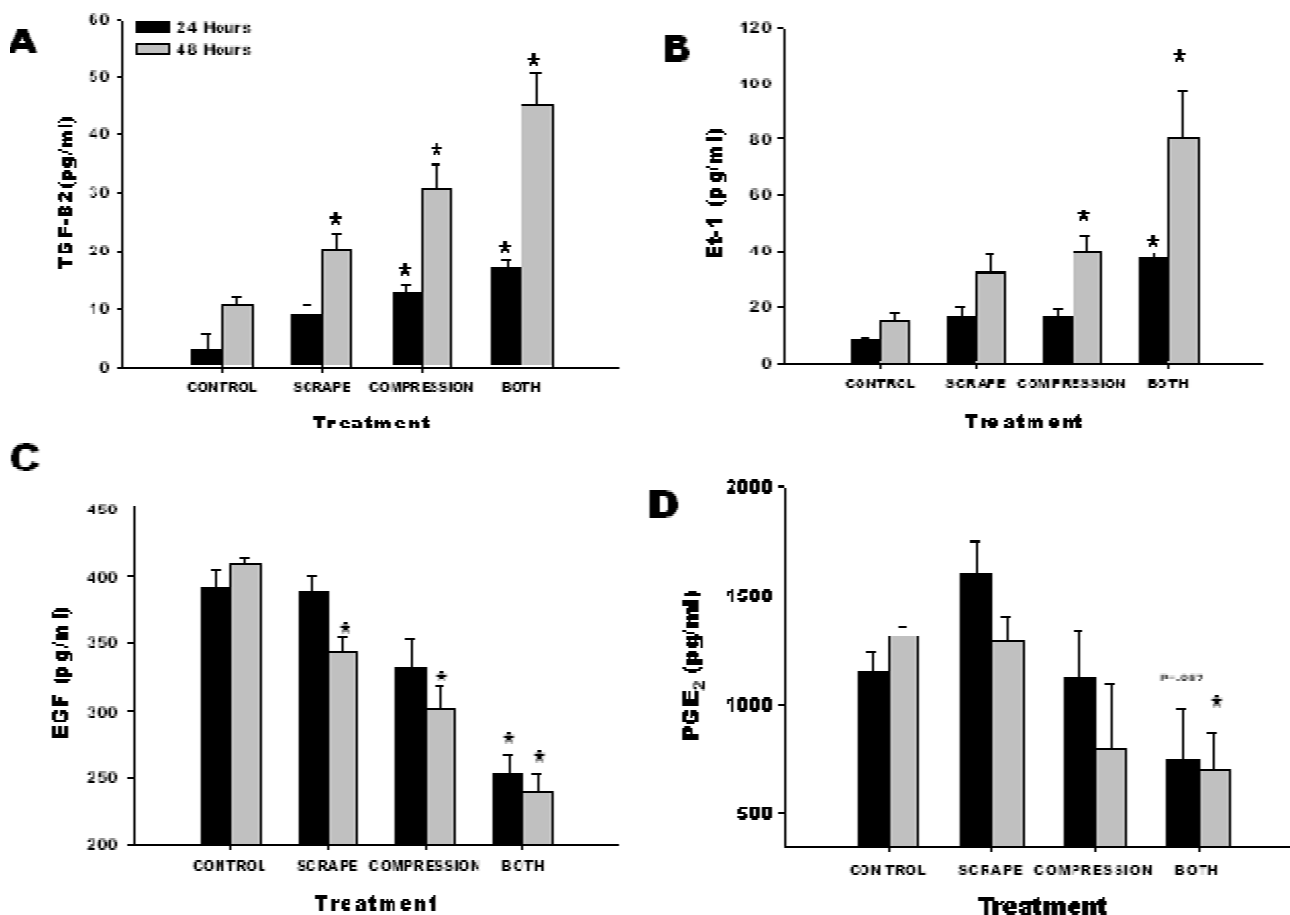 A
60
50
40
30
20
10
0
TGF-B2(pg/ml)
24 Hours
48 Hours
*
*
*
*
*
CONTROL SCRAPE COMPRESSION BOTH
Treatment
B
120
100
80
60
40
20
0
Et-1 (pg/ml)
*
*
*
CONTROL SCRAPE COMPRESSION BOTH
Treatment
C
450
400
350
300
250
200
EGF (pg/ml)
*
*
*
*
CONTROL SCRAPE COMPRESSION BOTH
Treatment
D
2000
1500
1000
500
PGE₂ (pg/ml)
*
CONTROL SCRAPE COMPRESSION BOTH
Treatment